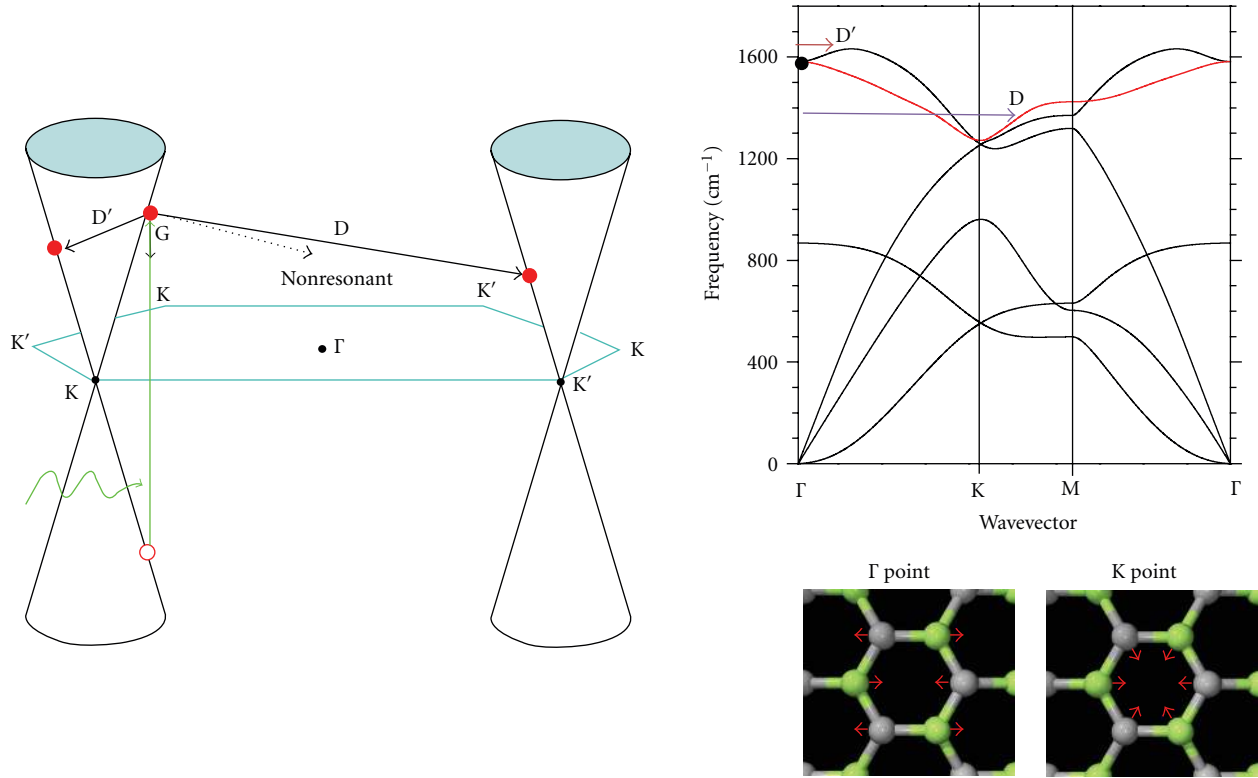 D′
G
D
Nonresonant
K
K′
K′
Γ
K
K
K′
1600
1200
800
400
0
Frequency (cm⁻¹)
D′
D
Γ
K
M
Γ
Wavevector
Γ point
K point